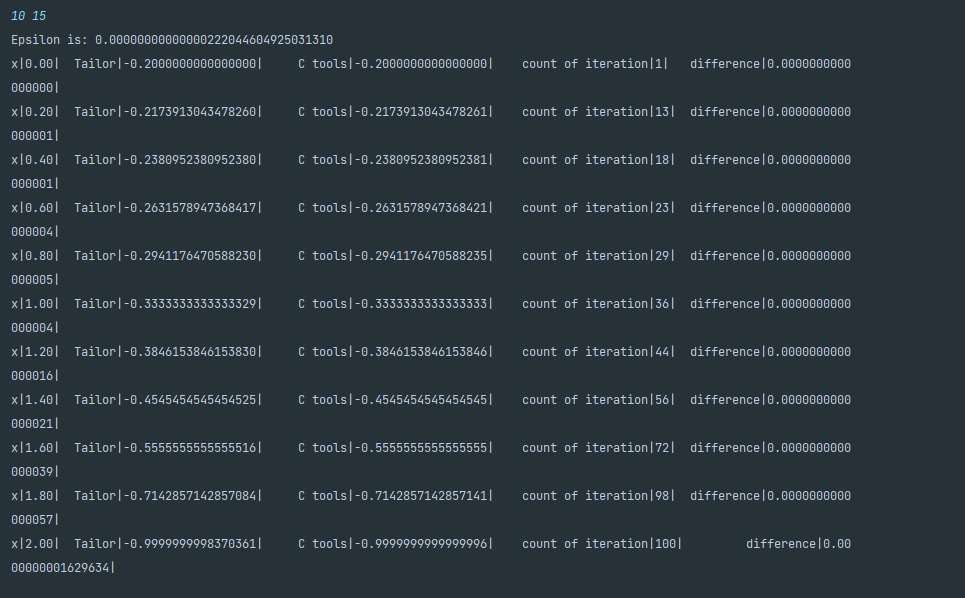 10 15
Epsilon is: 0.00000000000000022204460492503131​0
x|0.00|  Tailor|-0.2000000000000000|     C tools|-0.2000000000000000|    count of iteration|1|   difference|0.0000000000
000000|
x|0.20|  Tailor|-0.2173913043478260|     C tools|-0.2173913043478261|    count of iteration|13|  difference|0.0000000000
000001|
x|0.40|  Tailor|-0.2380952380952380|     C tools|-0.2380952380952381|    count of iteration|18|  difference|0.0000000000
000001|
x|0.60|  Tailor|-0.2631578947368417|     C tools|-0.2631578947368421|    count of iteration|23|  difference|0.0000000000
000004|
x|0.80|  Tailor|-0.2941176470588230|     C tools|-0.2941176470588235|    count of iteration|29|  difference|0.0000000000
000005|
x|1.00|  Tailor|-0.3333333333333329|     C tools|-0.3333333333333333|    count of iteration|36|  difference|0.0000000000
000004|
x|1.20|  Tailor|-0.3846153846153830|     C tools|-0.3846153846153846|    count of iteration|44|  difference|0.0000000000
000016|
x|1.40|  Tailor|-0.4545454545454525|     C tools|-0.4545454545454545|    count of iteration|56|  difference|0.0000000000
000021|
x|1.60|  Tailor|-0.5555555555555516|     C tools|-0.5555555555555555|    count of iteration|72|  difference|0.0000000000
000039|
x|1.80|  Tailor|-0.7142857142857084|     C tools|-0.7142857142857141|    count of iteration|98|  difference|0.0000000000
000057|
x|2.00|  Tailor|-0.9999999998370361|     C tools|-0.9999999999999996|    count of iteration|100|         difference|0.00
00000001629634|